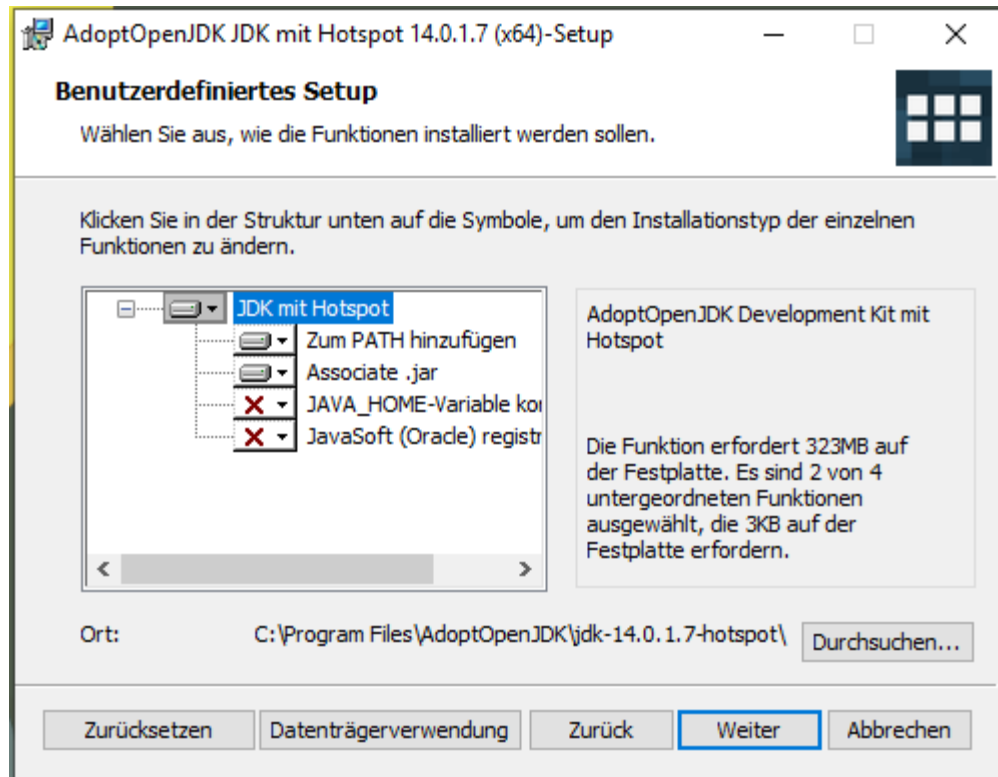 AdoptOpenJDK JDK mit Hotspot 14.0.1.7 (x64)-Setup
Benutzerdefiniertes Setup
Wählen Sie aus, wie die Funktionen installiert werden sollen.
Klicken Sie in der Struktur unten auf die Symbole, um den Installationstyp der einzelnen
Funktionen zu ändern.
JDK mit Hotspot
Zum PATH hinzufügen
Associate .jar
JAVA_HOME-Variable kon
JavaSoft (Oracle) registr
AdoptOpenJDK Development Kit mit
Hotspot
Die Funktion erfordert 323MB auf
der Festplatte. Es sind 2 von 4
untergeordneten Funktionen
ausgewählt, die 3KB auf der
Festplatte erfordern.
Ort:
C:\Program Files\AdoptOpenJDK\jdk-14.0.1.7-hotspot\
Durchsuchen...
Zurücksetzen
Datenträgerverwendung
Zurück
Weiter
Abbrechen